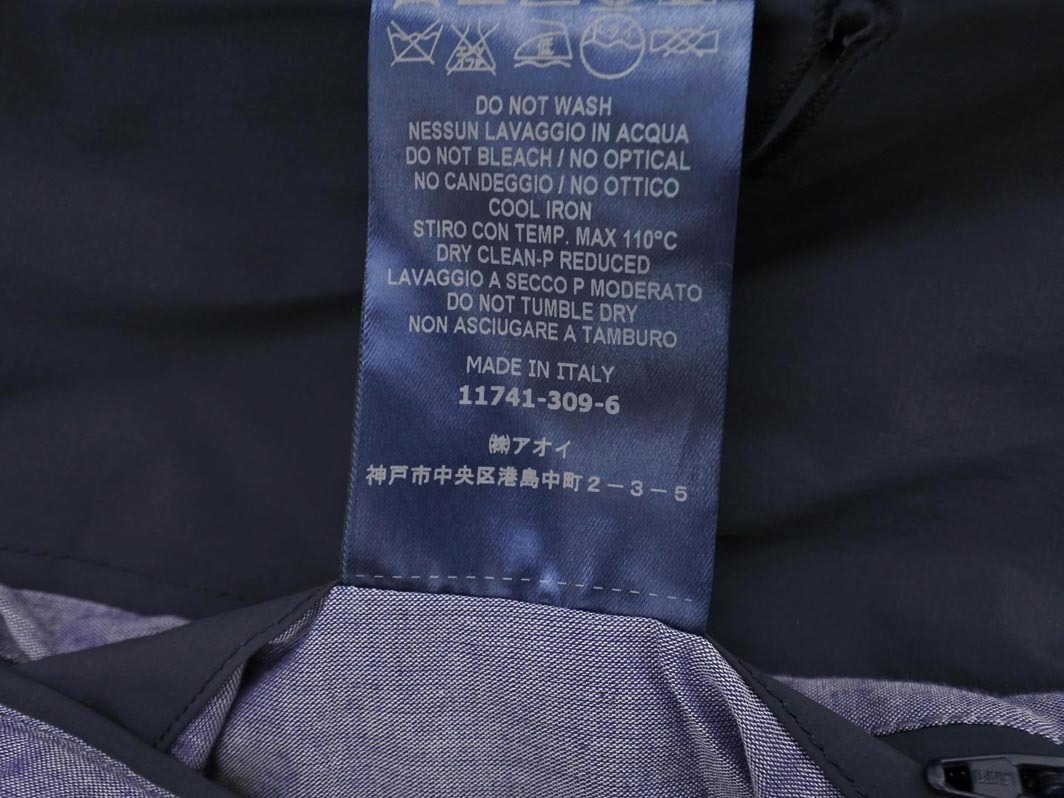 DO NOT WASH
NESSUN LAVAGGIO IN ACQUA
DO NOT BLEACH / NO OPTICAL
NO CANDEGGIO / NO OTTICO
COOL IRON
STIRO CON TEMP. MAX 110°C
DRY CLEAN-P REDUCED
LAVAGGIO A SECCO P MODERATO
DO NOT TUMBLE DRY
NON ASCIUGARE A TAMBURO
MADE IN ITALY
11741-309-6
㈱アオイ
神戸市中央区港島中町2-3-5